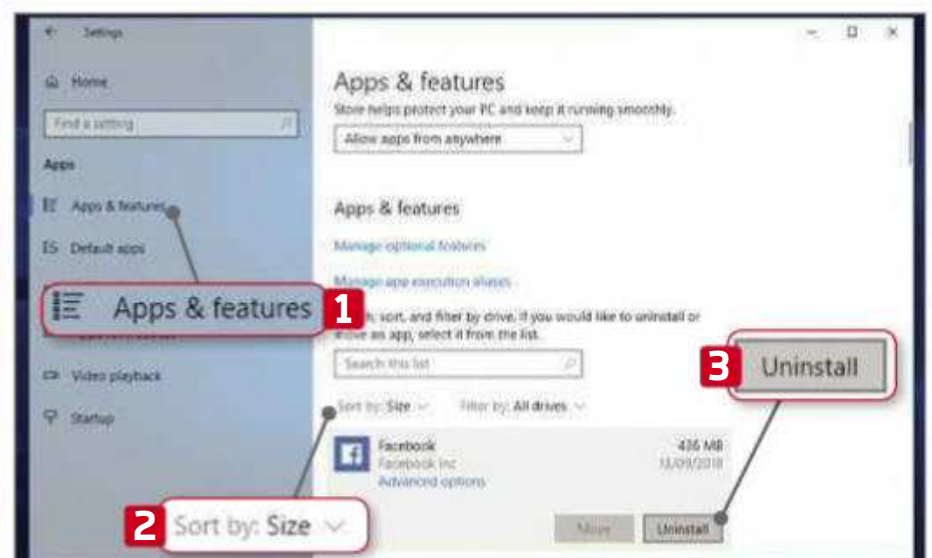 Settings
Home
Find a setting
Apps
Apps & features
Default apps
Apps & features
Video playback
Startup
Apps & features
Store helps protect your PC and keep it running smoothly.
Allow apps from anywhere
Apps & features
Manage optional features
Manage app execution aliases
sort, and filter by drive. If you would like to uninstall or
move an app, select it from the list.
Search this list
Sort by: Size
Filter by: All drives
Facebook
436 MB
Facebook Inc
13/09/2018
Advanced options
Move
Uninstall
1
2
Sort by: Size
3
Uninstall